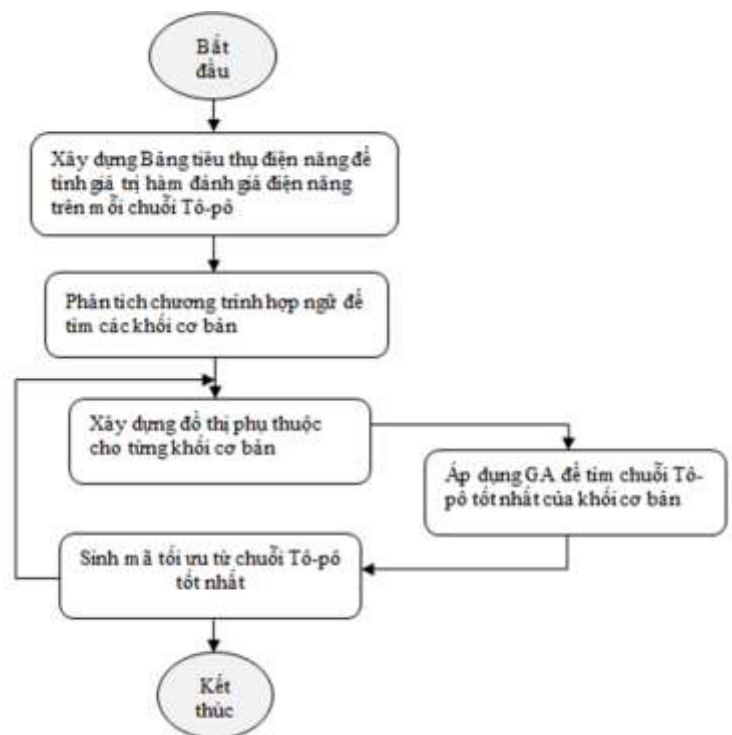 Bắt
đầu
Xây dựng Bảng tiêu thụ điện năng để
tính giá trị hàm đánh giá điện năng
trên mỗi chuỗi Tô-pô
Phân tích chương trình hợp ngữ để
tìm các khối cơ bản
Xây dựng đồ thị phụ thuộc
cho từng khối cơ bản
Áp dụng GA để tìm chuỗi Tô-
pô tốt nhất của khối cơ bản
Sinh mã tối ưu từ chuỗi Tô-pô
tốt nhất
Kết
thúc